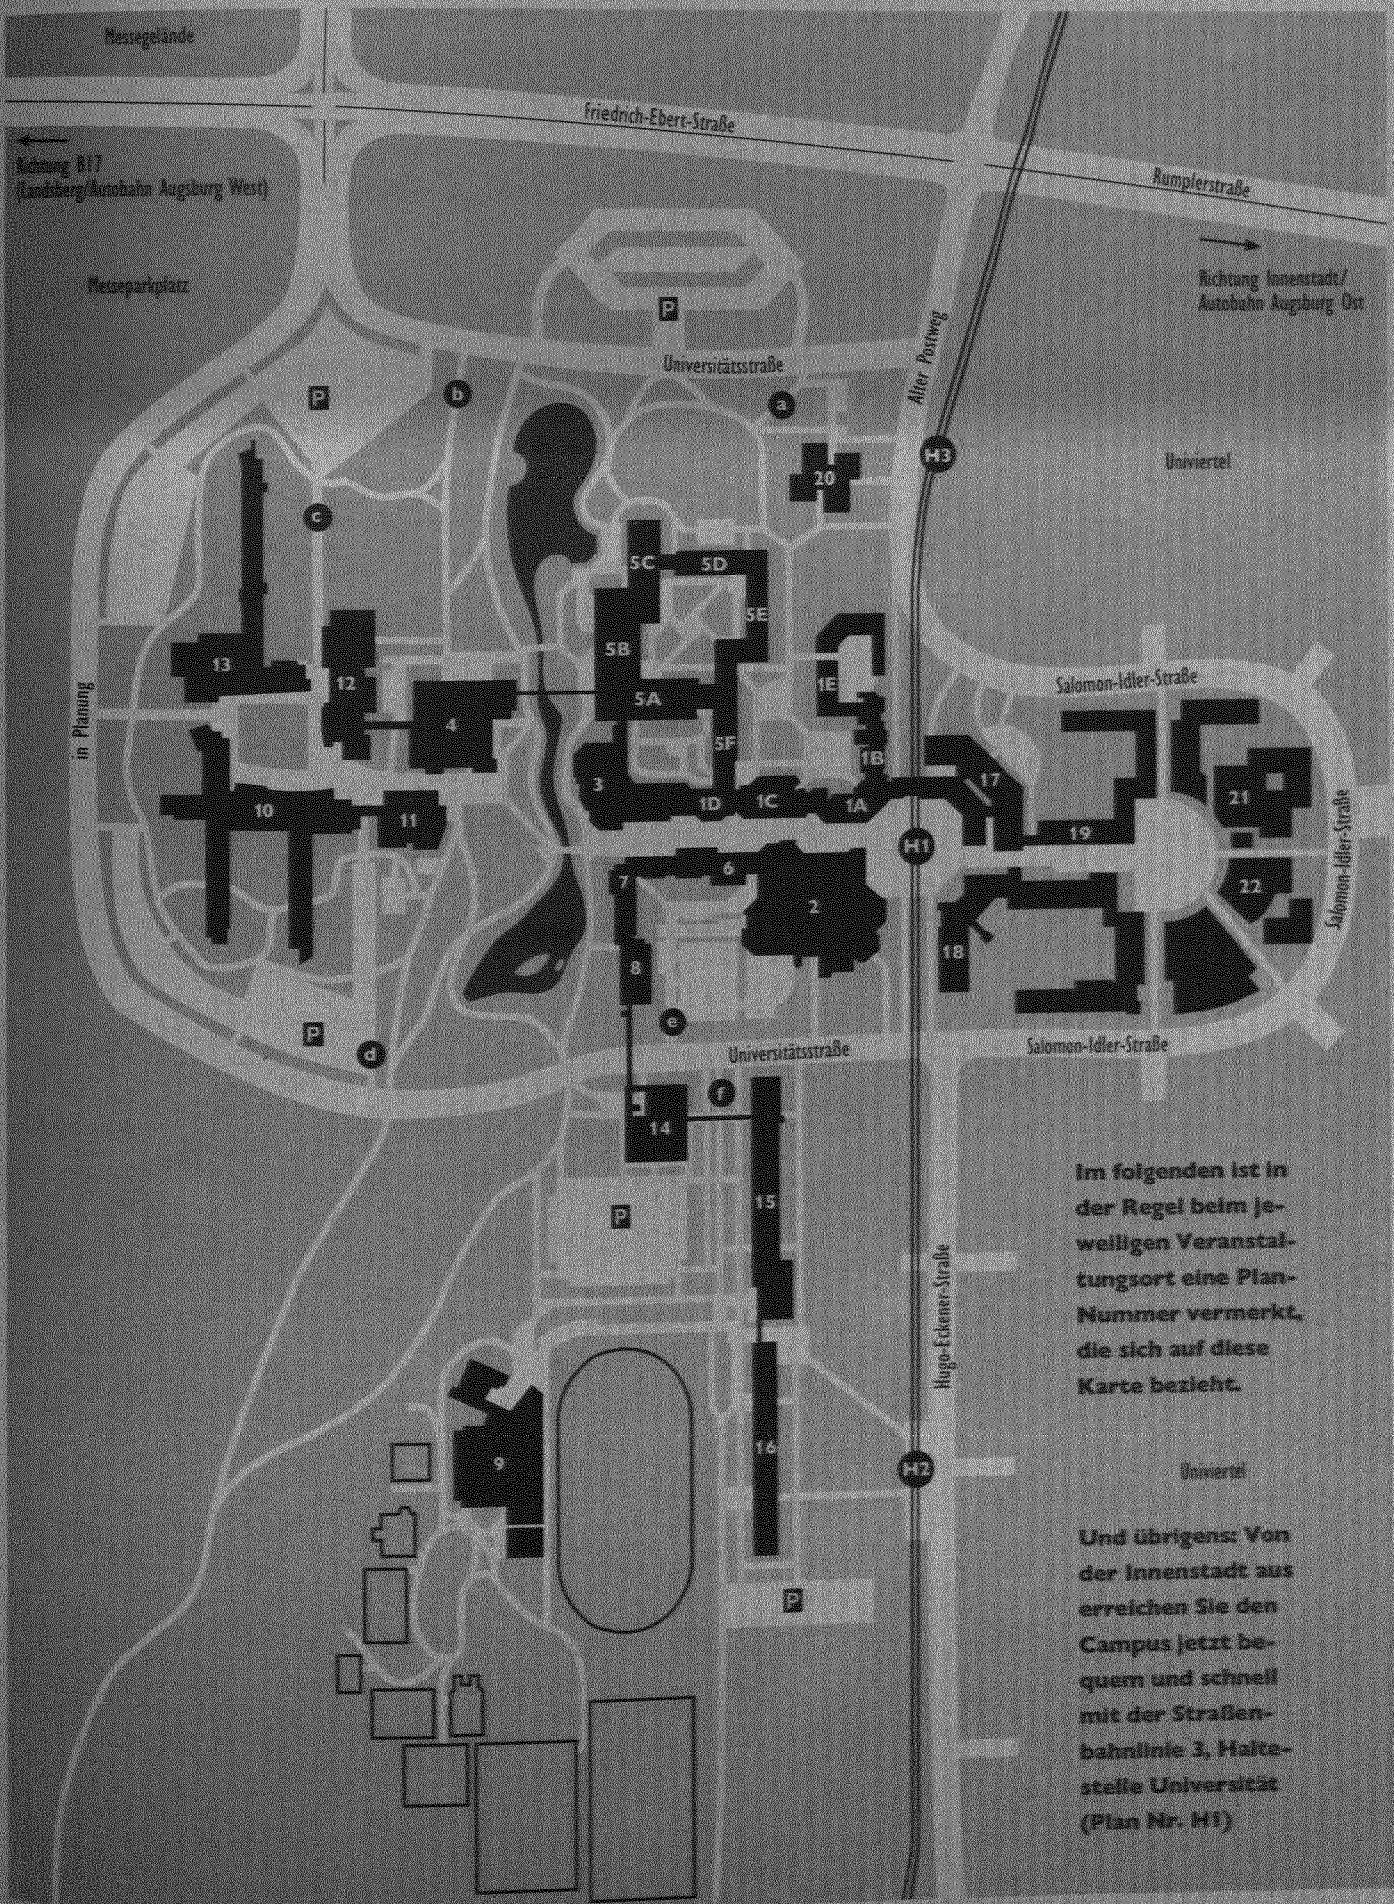 Messegelände
Friedrich-Ebert-Straße
Richtung B17
(Landsberg/Autobahn Augsburg West)
Rumplerstraße
Messeparkplatz
Richtung Innenstadt/
Autobahn Augsburg Ost
P
Alter Postweg
Universitätsstraße
P
b
a
H3
Univiertel
20
c
5C
5D
5E
5B
13
12
1E
Salomon-Idler-Straße
5A
in Planung
4
5F
1B
17
3
1D
1C
1A
21
10
11
19
H1
Salomon-Idler-Straße
7
6
22
2
18
8
e
P
d
Universitätsstraße
Salomon-Idler-Straße
f
14
15
P
Hugo-Eckener-Straße
16
9
H2
P
Im folgenden ist in
der Regel beim je-
weiligen Veranstal-
tungsort eine Plan-
Nummer vermerkt,
die sich auf diese
Karte bezieht.
Univiertel
Und übrigens: Von
der Innenstadt aus
erreichen Sie den
Campus jetzt be-
quem und schnell
mit der Straßen-
bahnlinie 3, Halte-
stelle Universität
(Plan Nr. H1)